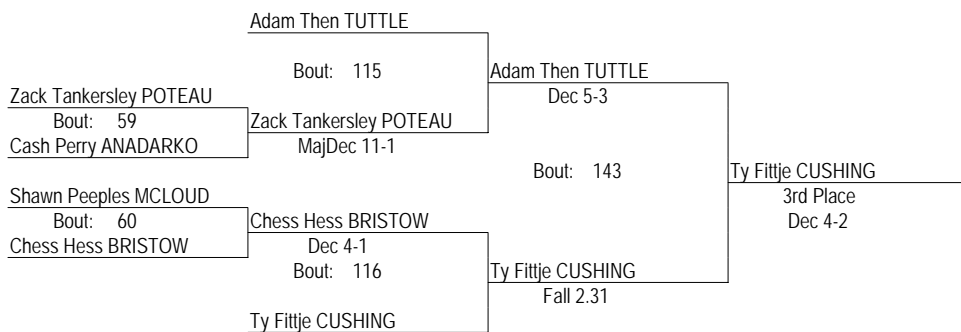 Adam Then TUTTLE
Bout: 115
Adam Then TUTTLE
Zack Tankersley POTEAU
Dec 5-3
Bout: 59
Zack Tankersley POTEAU
Cash Perry ANADARKO
MajDec 11-1
Bout: 143
Ty Fittje CUSHING
Shawn Peeples MCLOUD
3rd Place
Bout: 60
Chess Hess BRISTOW
Dec 4-2
Chess Hess BRISTOW
Dec 4-1
Bout: 116
Ty Fittje CUSHING
Fall 2.31
Ty Fittje CUSHING